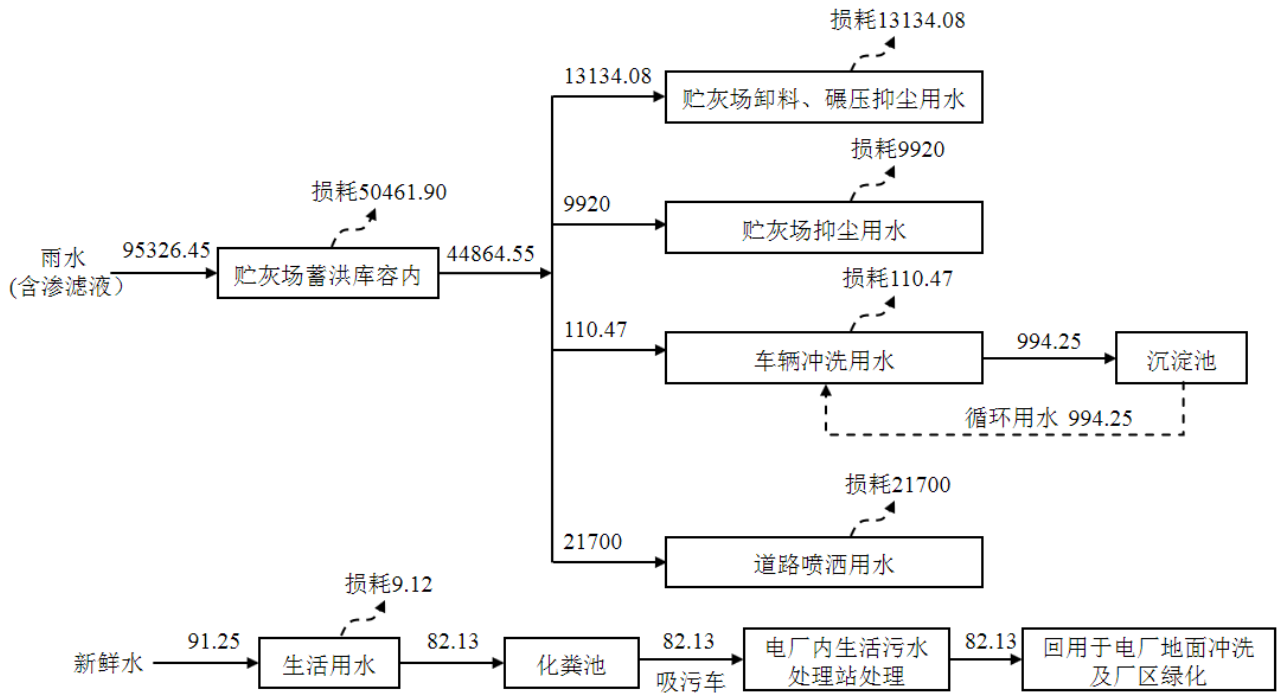 损耗13134.08
13134.08
贮灰场卸料、碾压抑尘用水
损耗9920
9920
贮灰场抑尘用水
损耗50461.90
雨水
(含渗滤液）
95326.45
贮灰场蓄洪库容内
44864.55
损耗110.47
110.47
车辆冲洗用水
994.25
沉淀池
循环用水 994.25
损耗21700
21700
道路喷洒用水
损耗9.12
新鲜水
91.25
生活用水
82.13
化粪池
82.13
吸污车
电厂内生活污水
处理站处理
82.13
回用于电厂地面冲洗
及厂区绿化